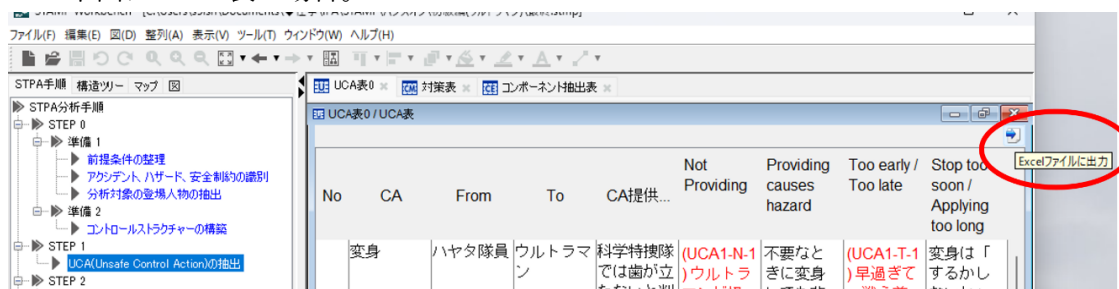 ファイル(F) 編集(E) 図(D) 整列(A) 表示(V) ツール(T) ウィンドウ(W) ヘルプ(H)
STPA手順 構造ツリー マップ 図
UCA表0 対策表 コンポーネント抽出表
STPA分析手順
UCA表0 / UCA表
STEP 0
準備 1
前提条件の整理
アクシデント、ハザード、安全制約の識別
分析対象の登場人物の抽出
準備 2
コントロールストラクチャーの構築
STEP 1
UCA(Unsafe Control Action)の抽出
STEP 2
Excelファイルに出力
No CA From To CA提供... Not Providing Providing causes hazard Too early / Too late Stop too soon / Applying too long
変身 ハヤタ隊員 ウルトラマン 科学特捜隊では歯が立 (UCA1-N-1)ウルトラ 不要なときに変身 (UCA1-T-1)早過ぎて 変身は「するかし